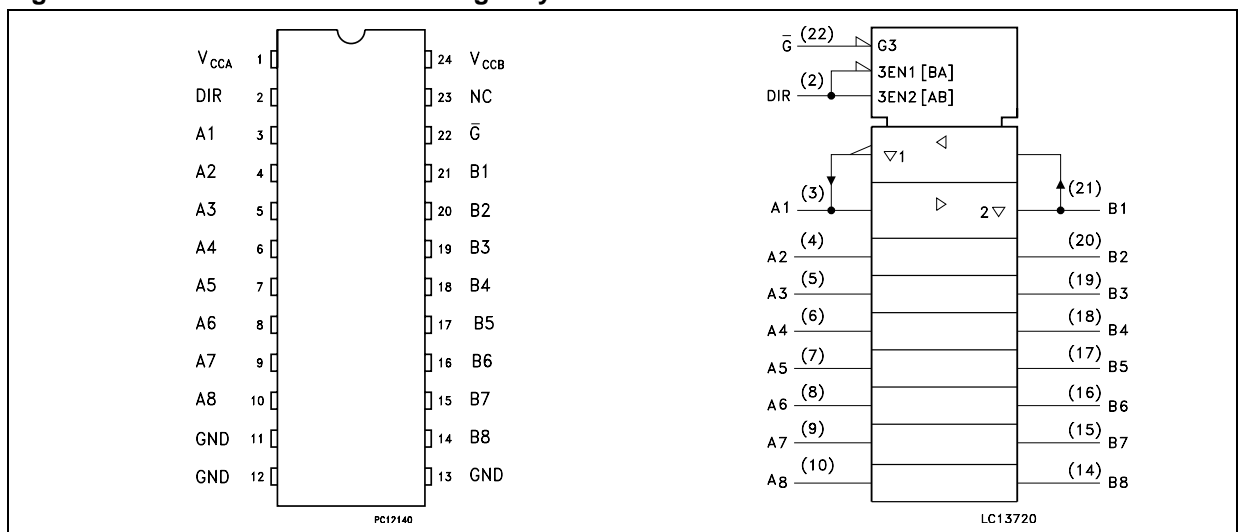 V_CCA 1 24 V_CCB
DIR 2 23 NC
A1 3 22 G̅
A2 4 21 B1
A3 5 20 B2
A4 6 19 B3
A5 7 18 B4
A6 8 17 B5
A7 9 16 B6
A8 10 15 B7
GND 11 14 B8
GND 12 13 GND
PC12140
G̅ (22) G3
3EN1 [BA]
DIR (2) 3EN2 [AB]
▽1 ◁
A1 (3) ▷ 2▽ (21) B1
A2 (4) (20) B2
A3 (5) (19) B3
A4 (6) (18) B4
A5 (7) (17) B5
A6 (8) (16) B6
A7 (9) (15) B7
A8 (10) (14) B8
LC13720